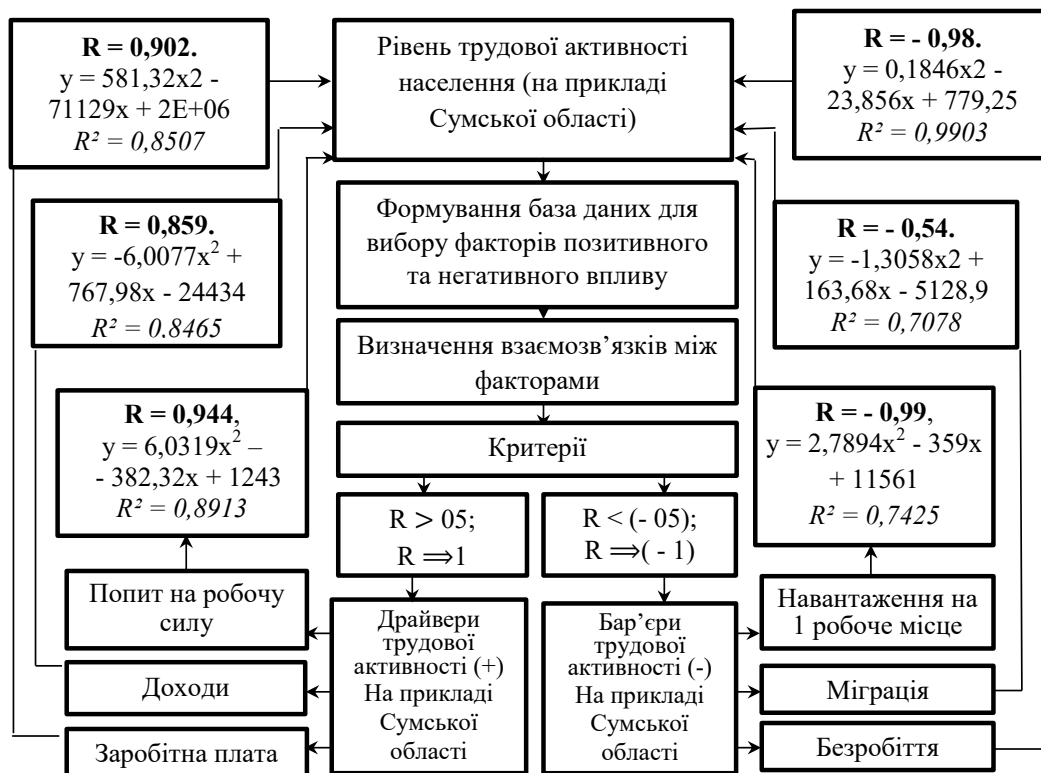 R = 0,902.
y = 581,32x2 -
71129x + 2E+06
R² = 0,8507
Рівень трудової активності
населення (на прикладі
Сумської області)
R = - 0,98.
y = 0,1846x2 -
23,856x + 779,25
R² = 0,9903
R = 0,859.
y = -6,0077x² +
767,98x - 24434
R² = 0,8465
Формування база даних для
вибору факторів позитивного
та негативного впливу
R = - 0,54.
y = -1,3058x2 +
163,68x - 5128,9
R² = 0,7078
Визначення взаємозв’язків між
факторами
R = 0,944,
y = 6,0319x² –
- 382,32x + 1243
R² = 0,8913
Критерії
R = - 0,99,
y = 2,7894x² - 359x
+ 11561
R² = 0,7425
R > 05;
R ⟹1
R < (- 05);
R ⟹( - 1)
Попит на робочу
силу
Доходи
Заробітна плата
Драйвери
трудової
активності (+)
На прикладі
Сумської
області
Бар’єри
трудової
активності (-)
На прикладі
Сумської
області
Навантаження на
1 робоче місце
Міграція
Безробіття